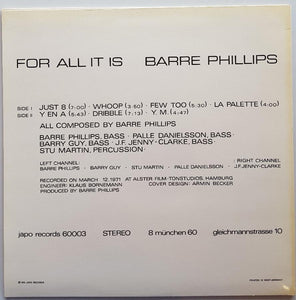 FOR ALL IT IS BARRE PHILLIPS
SIDE I JUST 8 (7:00) · WHOOP (3:50) · FEW TOO (5:30) · LA PALETTE (4:00)
SIDE II Y EN A (5:43) · DRIBBLE (7:13) · Y. M. (4:47)
ALL COMPOSED BY BARRE PHILLIPS
BARRE PHILLIPS, BASS · PALLE DANIELSSON, BASS ·
BARRY GUY, BASS · J.F. JENNY-CLARKE, BASS ·
STU MARTIN, PERCUSSION ·
LEFT CHANNEL: : RIGHT CHANNEL
BARRE PHILLIPS · BARRY GUY · STU MARTIN · PALLE DANIELSSON · J.F. JENNY-CLARK
RECORDED ON MARCH 12.1971 AT ALSTER FILM-TONSTUDIOS, HAMBURG
ENGINEER: KLAUS BORNEMANN COVER DESIGN: ARMIN BECKER
PRODUCED BY BARRE PHILLIPS
japo records 60003 STEREO 8 münchen 60 gleichmannstrasse 10